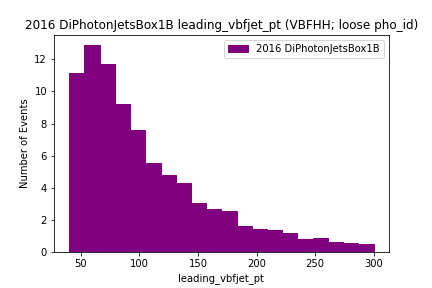 2016 DiPhotonJetsBox1B leading_vbfjet_pt (VBFHH; loose pho_id)
2016 DiPhotonJetsBox1B
12
10
8
6
4
2
0
Number of Events
50 100 150 200 250 300
leading_vbfjet_pt